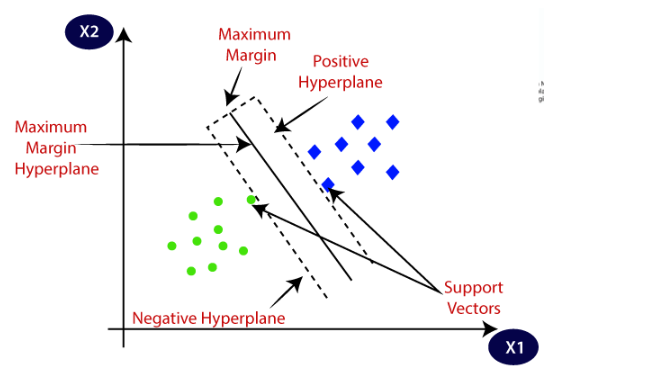 X2
Maximum
Margin
Positive
Hyperplane
Maximum
Margin
Hyperplane
Support
Vectors
Negative Hyperplane
X1